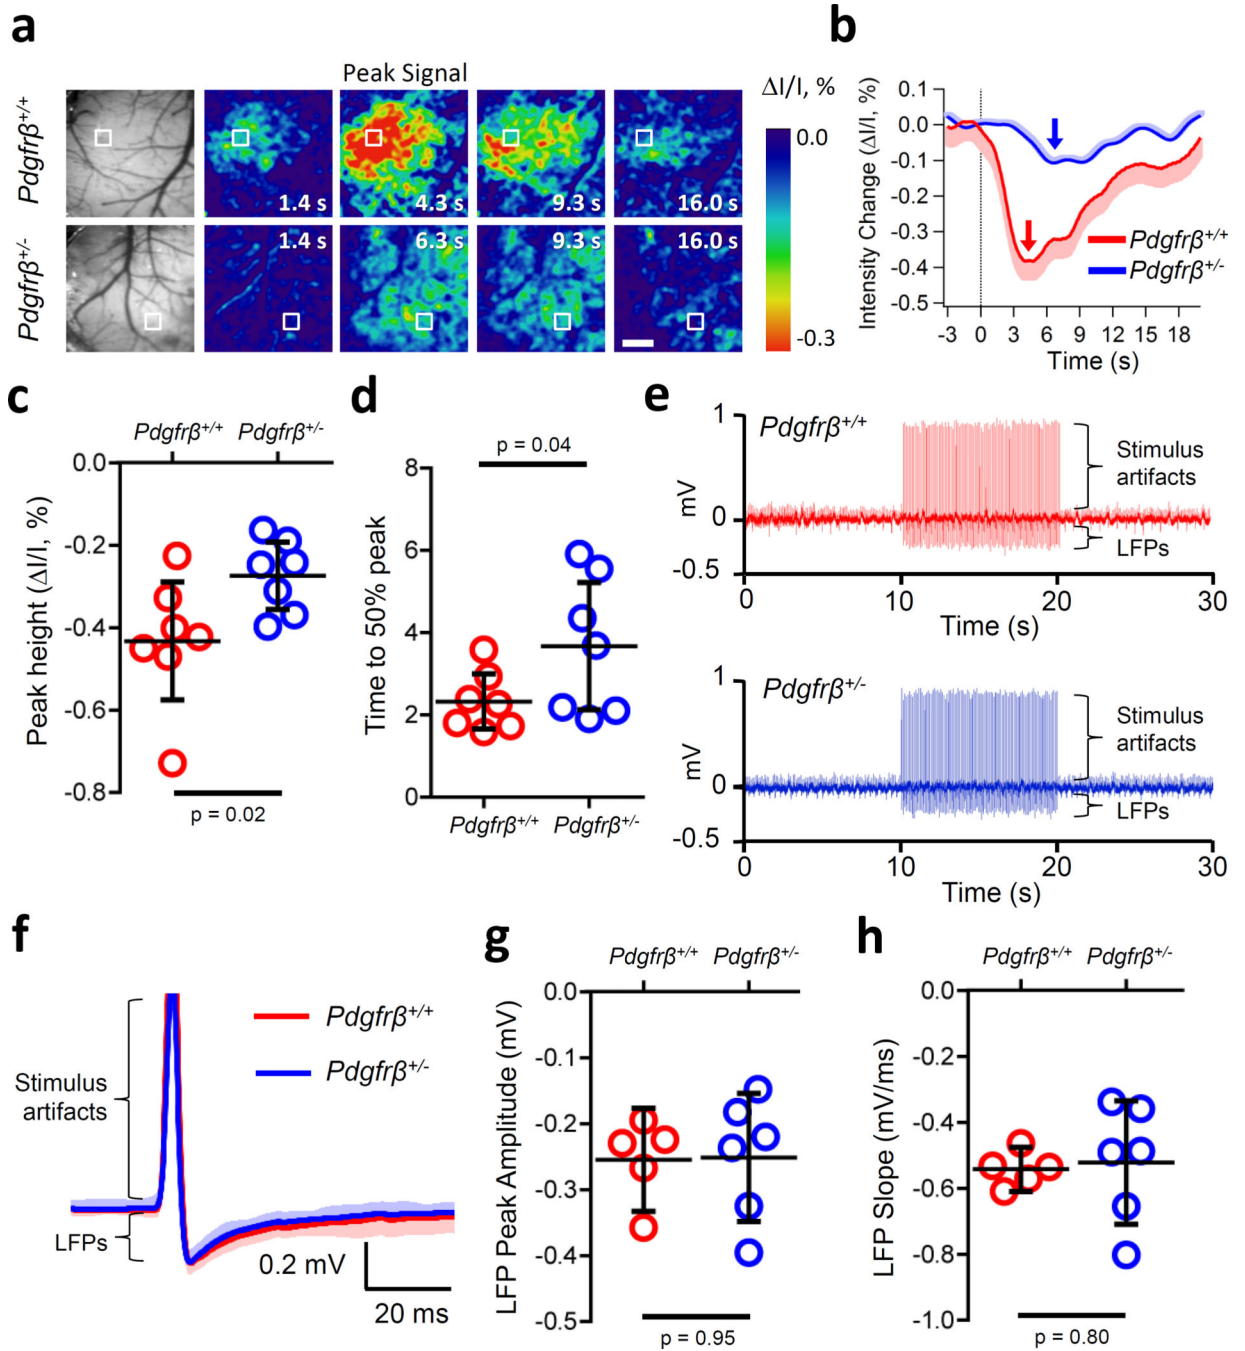 a
Peak Signal
ΔI/I, %
Pdgfrβ+/+
1.4 s
4.3 s
9.3 s
16.0 s
0.0
Pdgfrβ+/-
1.4 s
6.3 s
9.3 s
16.0 s
-0.3
b
Intensity Change (ΔI/I, %)
0.1
0.0
-0.1
-0.2
-0.3
-0.4
-0.5
Pdgfrβ+/+
Pdgfrβ+/-
-3 0 3 6 9 12 15 18
Time (s)
c
Pdgfrβ+/+ Pdgfrβ+/-
Peak height (ΔI/I, %)
0.0
-0.2
-0.4
-0.6
-0.8
p = 0.02
d
p = 0.04
Time to 50% peak
8
6
4
2
0
Pdgfrβ+/+ Pdgfrβ+/-
e
Pdgfrβ+/+
mV
1
0
-0.5
Stimulus
artifacts
LFPs
0 10 20 30
Time (s)
Pdgfrβ+/-
mV
1
0
-0.5
Stimulus
artifacts
LFPs
0 10 20 30
Time (s)
f
Pdgfrβ+/+
Pdgfrβ+/-
Stimulus
artifacts
LFPs
0.2 mV
20 ms
g
Pdgfrβ+/+ Pdgfrβ+/-
LFP Peak Amplitude (mV)
0.0
-0.1
-0.2
-0.3
-0.4
-0.5
p = 0.95
h
Pdgfrβ+/+ Pdgfrβ+/-
LFP Slope (mV/ms)
0.0
-0.2
-0.4
-0.6
-0.8
-1.0
p = 0.80